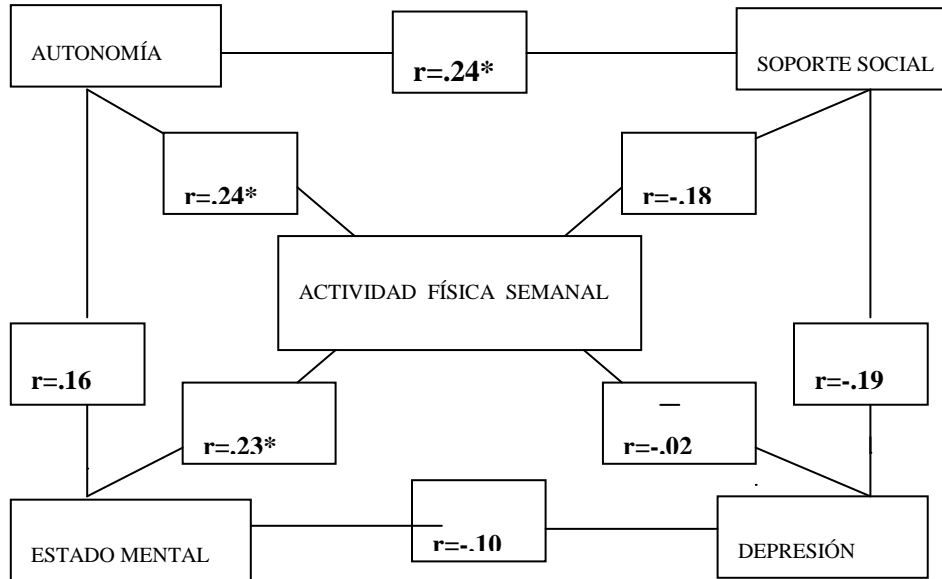 AUTONOMÍA
r=.24*
SOPORTE SOCIAL
r=.24*
r=-.18
ACTIVIDAD FÍSICA SEMANAL
r=.16
r=-.19
r=.23*
r=-.02
ESTADO MENTAL
r=-.10
DEPRESIÓN